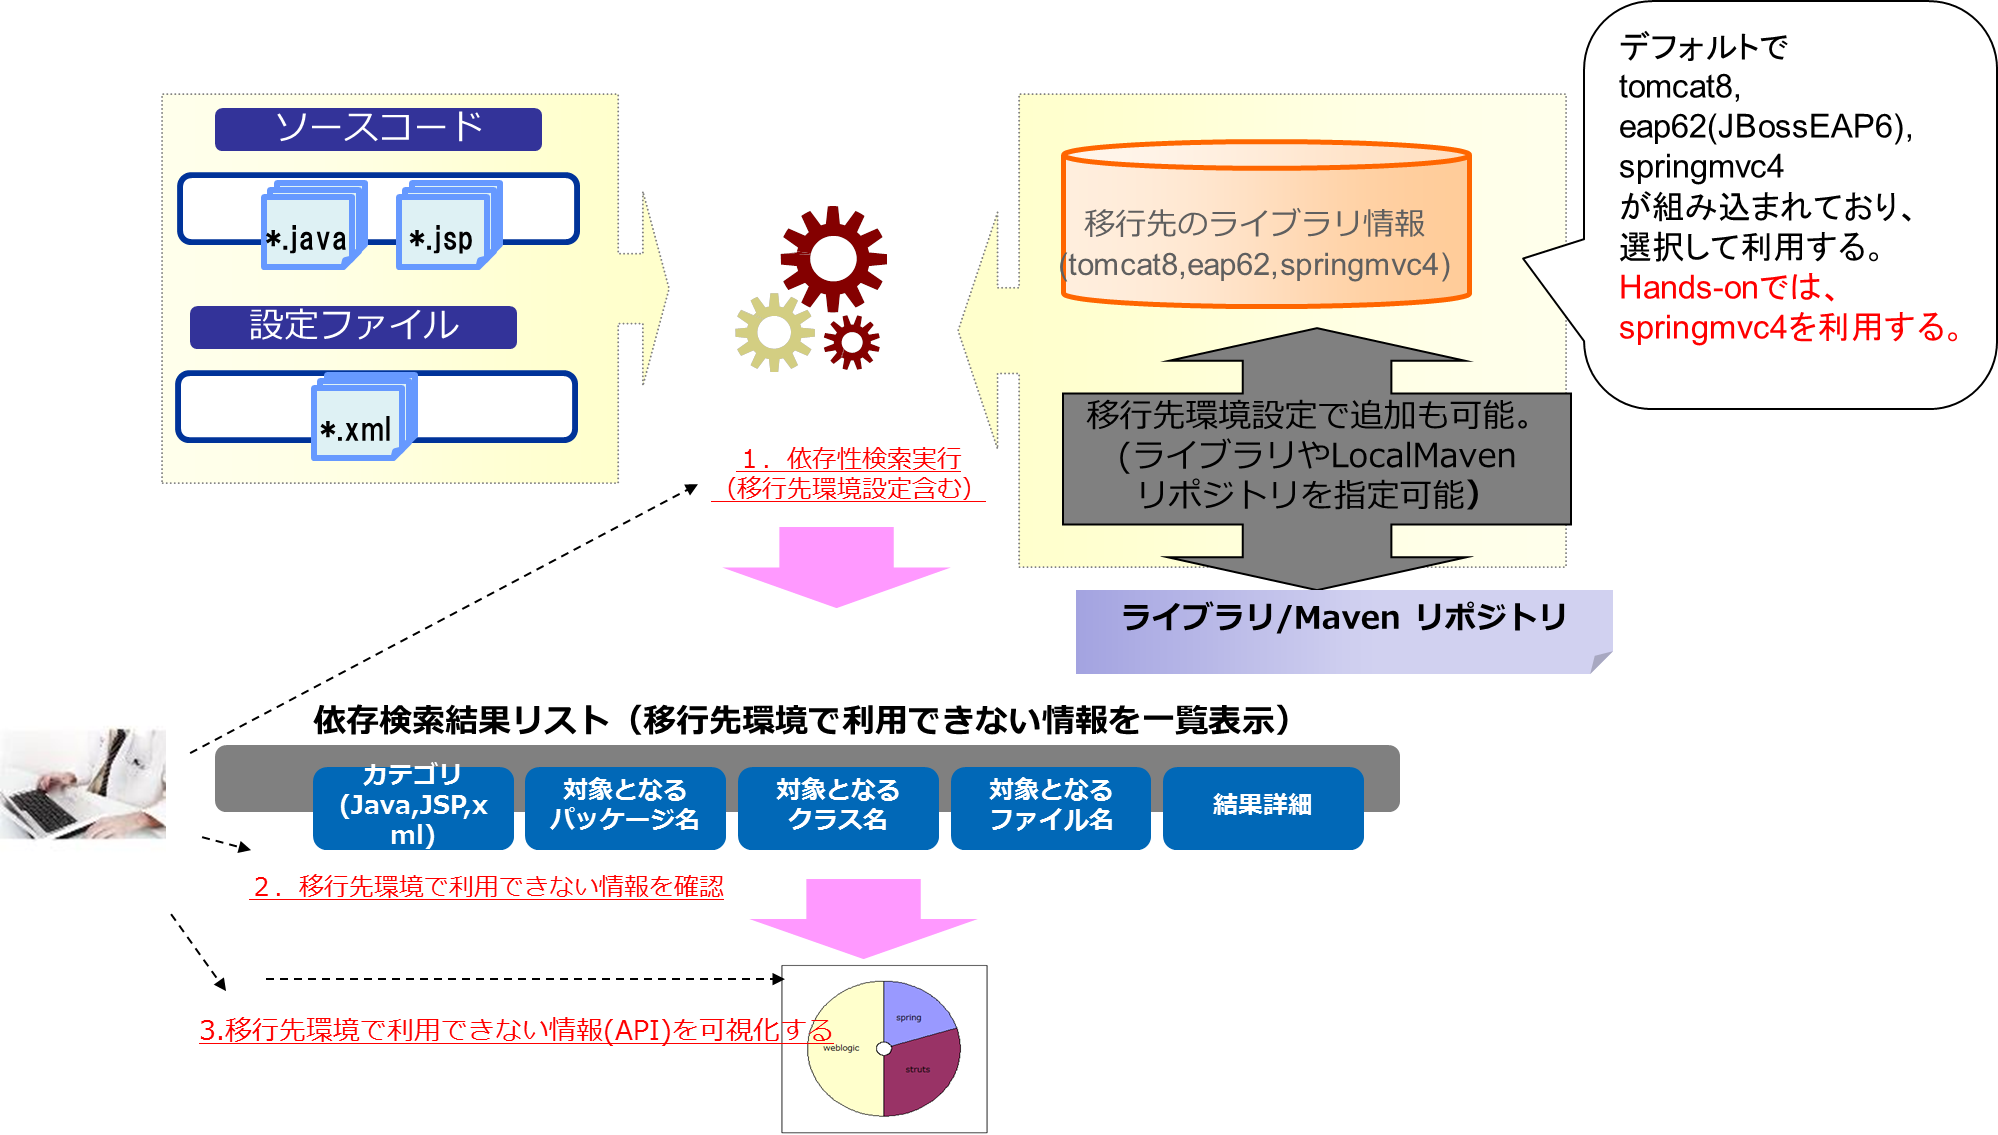 ソースコード
*.java
*.jsp
設定ファイル
*.xml
1．依存性検索実行
（移行先環境設定含む）
移行先のライブラリ情報
(tomcat8,eap62,springmvc4)
移行先環境設定で追加も可能。
(ライブラリやLocalMaven
リポジトリを指定可能)
ライブラリ/Maven リポジトリ
デフォルトで
tomcat8,
eap62(JBossEAP6),
springmvc4
が組み込まれており、
選択して利用する。
Hands-onでは、
springmvc4を利用する。
依存検索結果リスト（移行先環境で利用できない情報を一覧表示）
カテゴリ
(Java,JSP,x
ml)
対象となる
パッケージ名
対象となる
クラス名
対象となる
ファイル名
結果詳細
2．移行先環境で利用できない情報を確認
3.移行先環境で利用できない情報(API)を可視化する
spring
weblogic
struts